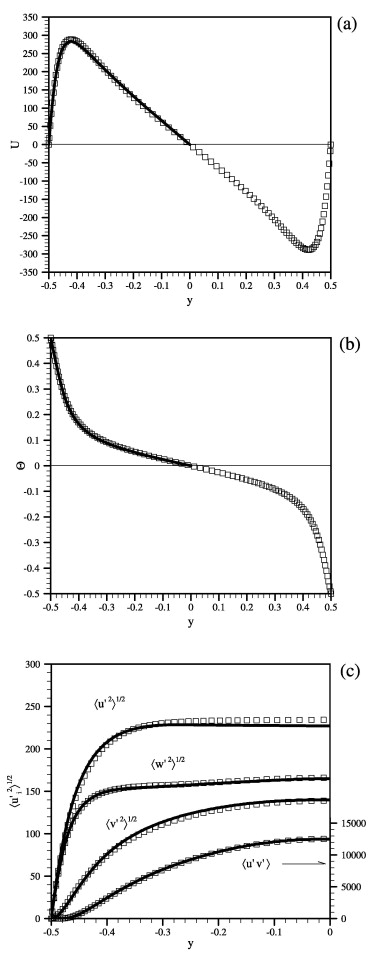 (a)
350
300
250
200
150
100
50
0
-50
-100
-150
-200
-250
-300
-350
U
-0.5 -0.4 -0.3 -0.2 -0.1 0 0.1 0.2 0.3 0.4 0.5
y
(b)
0.5
0.4
0.3
0.2
0.1
0
-0.1
-0.2
-0.3
-0.4
-0.5
Θ
-0.5 -0.4 -0.3 -0.2 -0.1 0 0.1 0.2 0.3 0.4 0.5
y
(c)
300
250
200
150
100
50
0
⟨u'ᵢ²⟩¹/²
⟨u'²⟩¹/²
⟨w'²⟩¹/²
⟨v'²⟩¹/²
⟨u'v'⟩
15000
10000
5000
0
-0.5 -0.4 -0.3 -0.2 -0.1 0
y